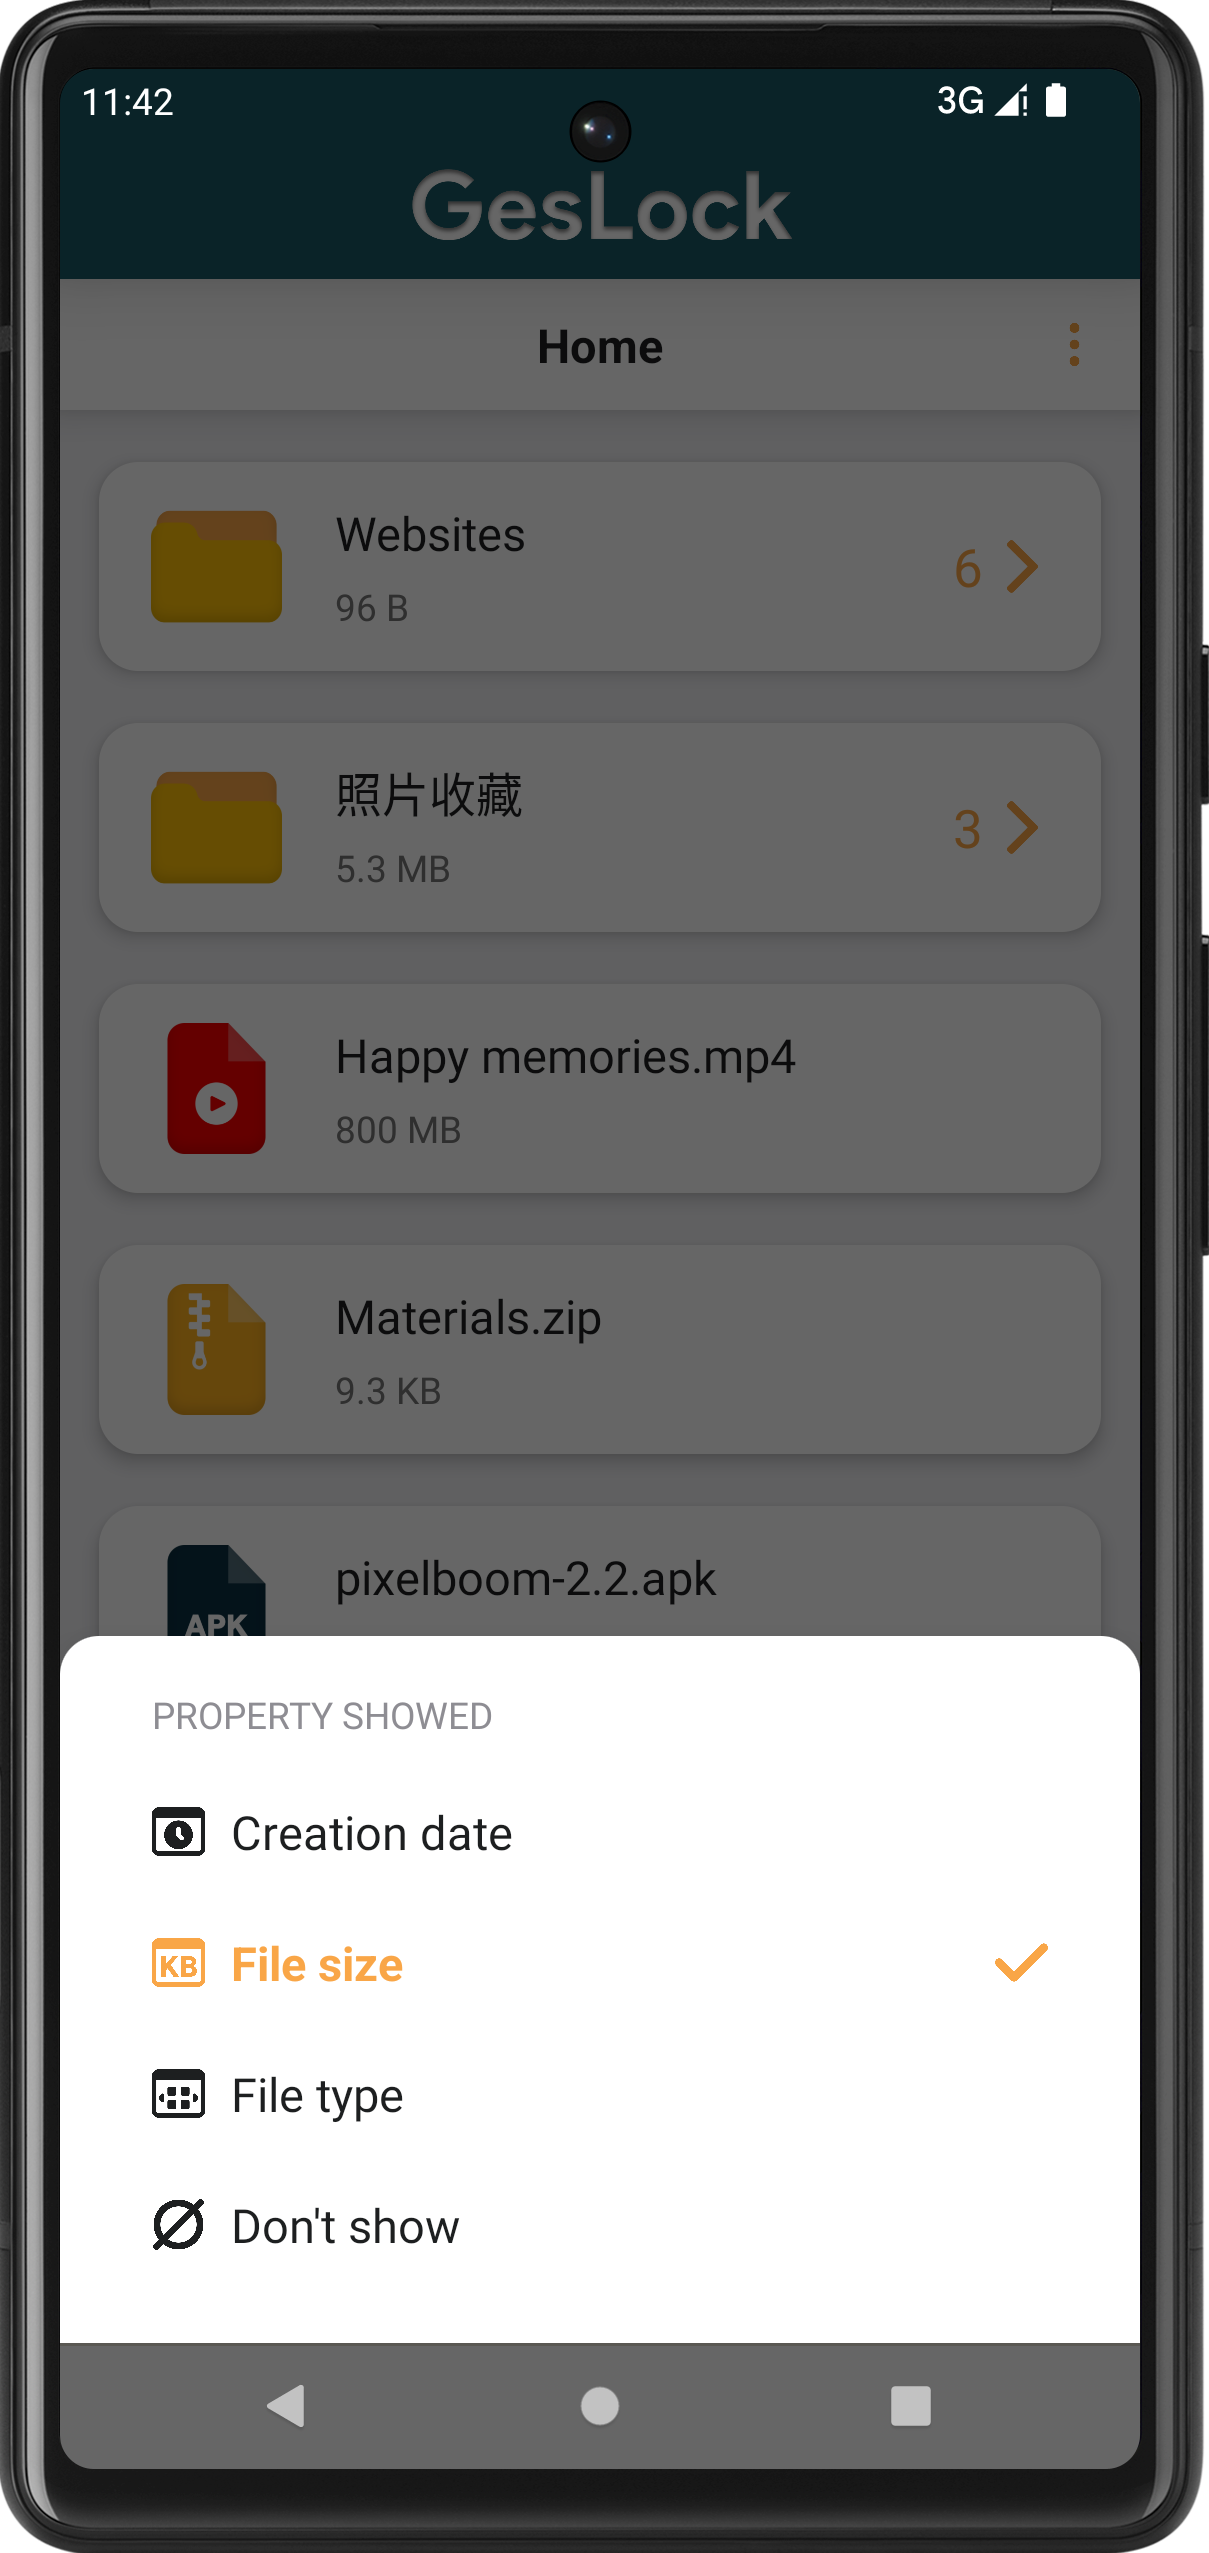 11:42
3G
GesLock
Home
Websites
96 B
6
照片收藏
5.3 MB
3
Happy memories.mp4
800 MB
Materials.zip
9.3 KB
pixelboom-2.2.apk
APK
PROPERTY SHOWED
Creation date
KB File size
File type
Don't show